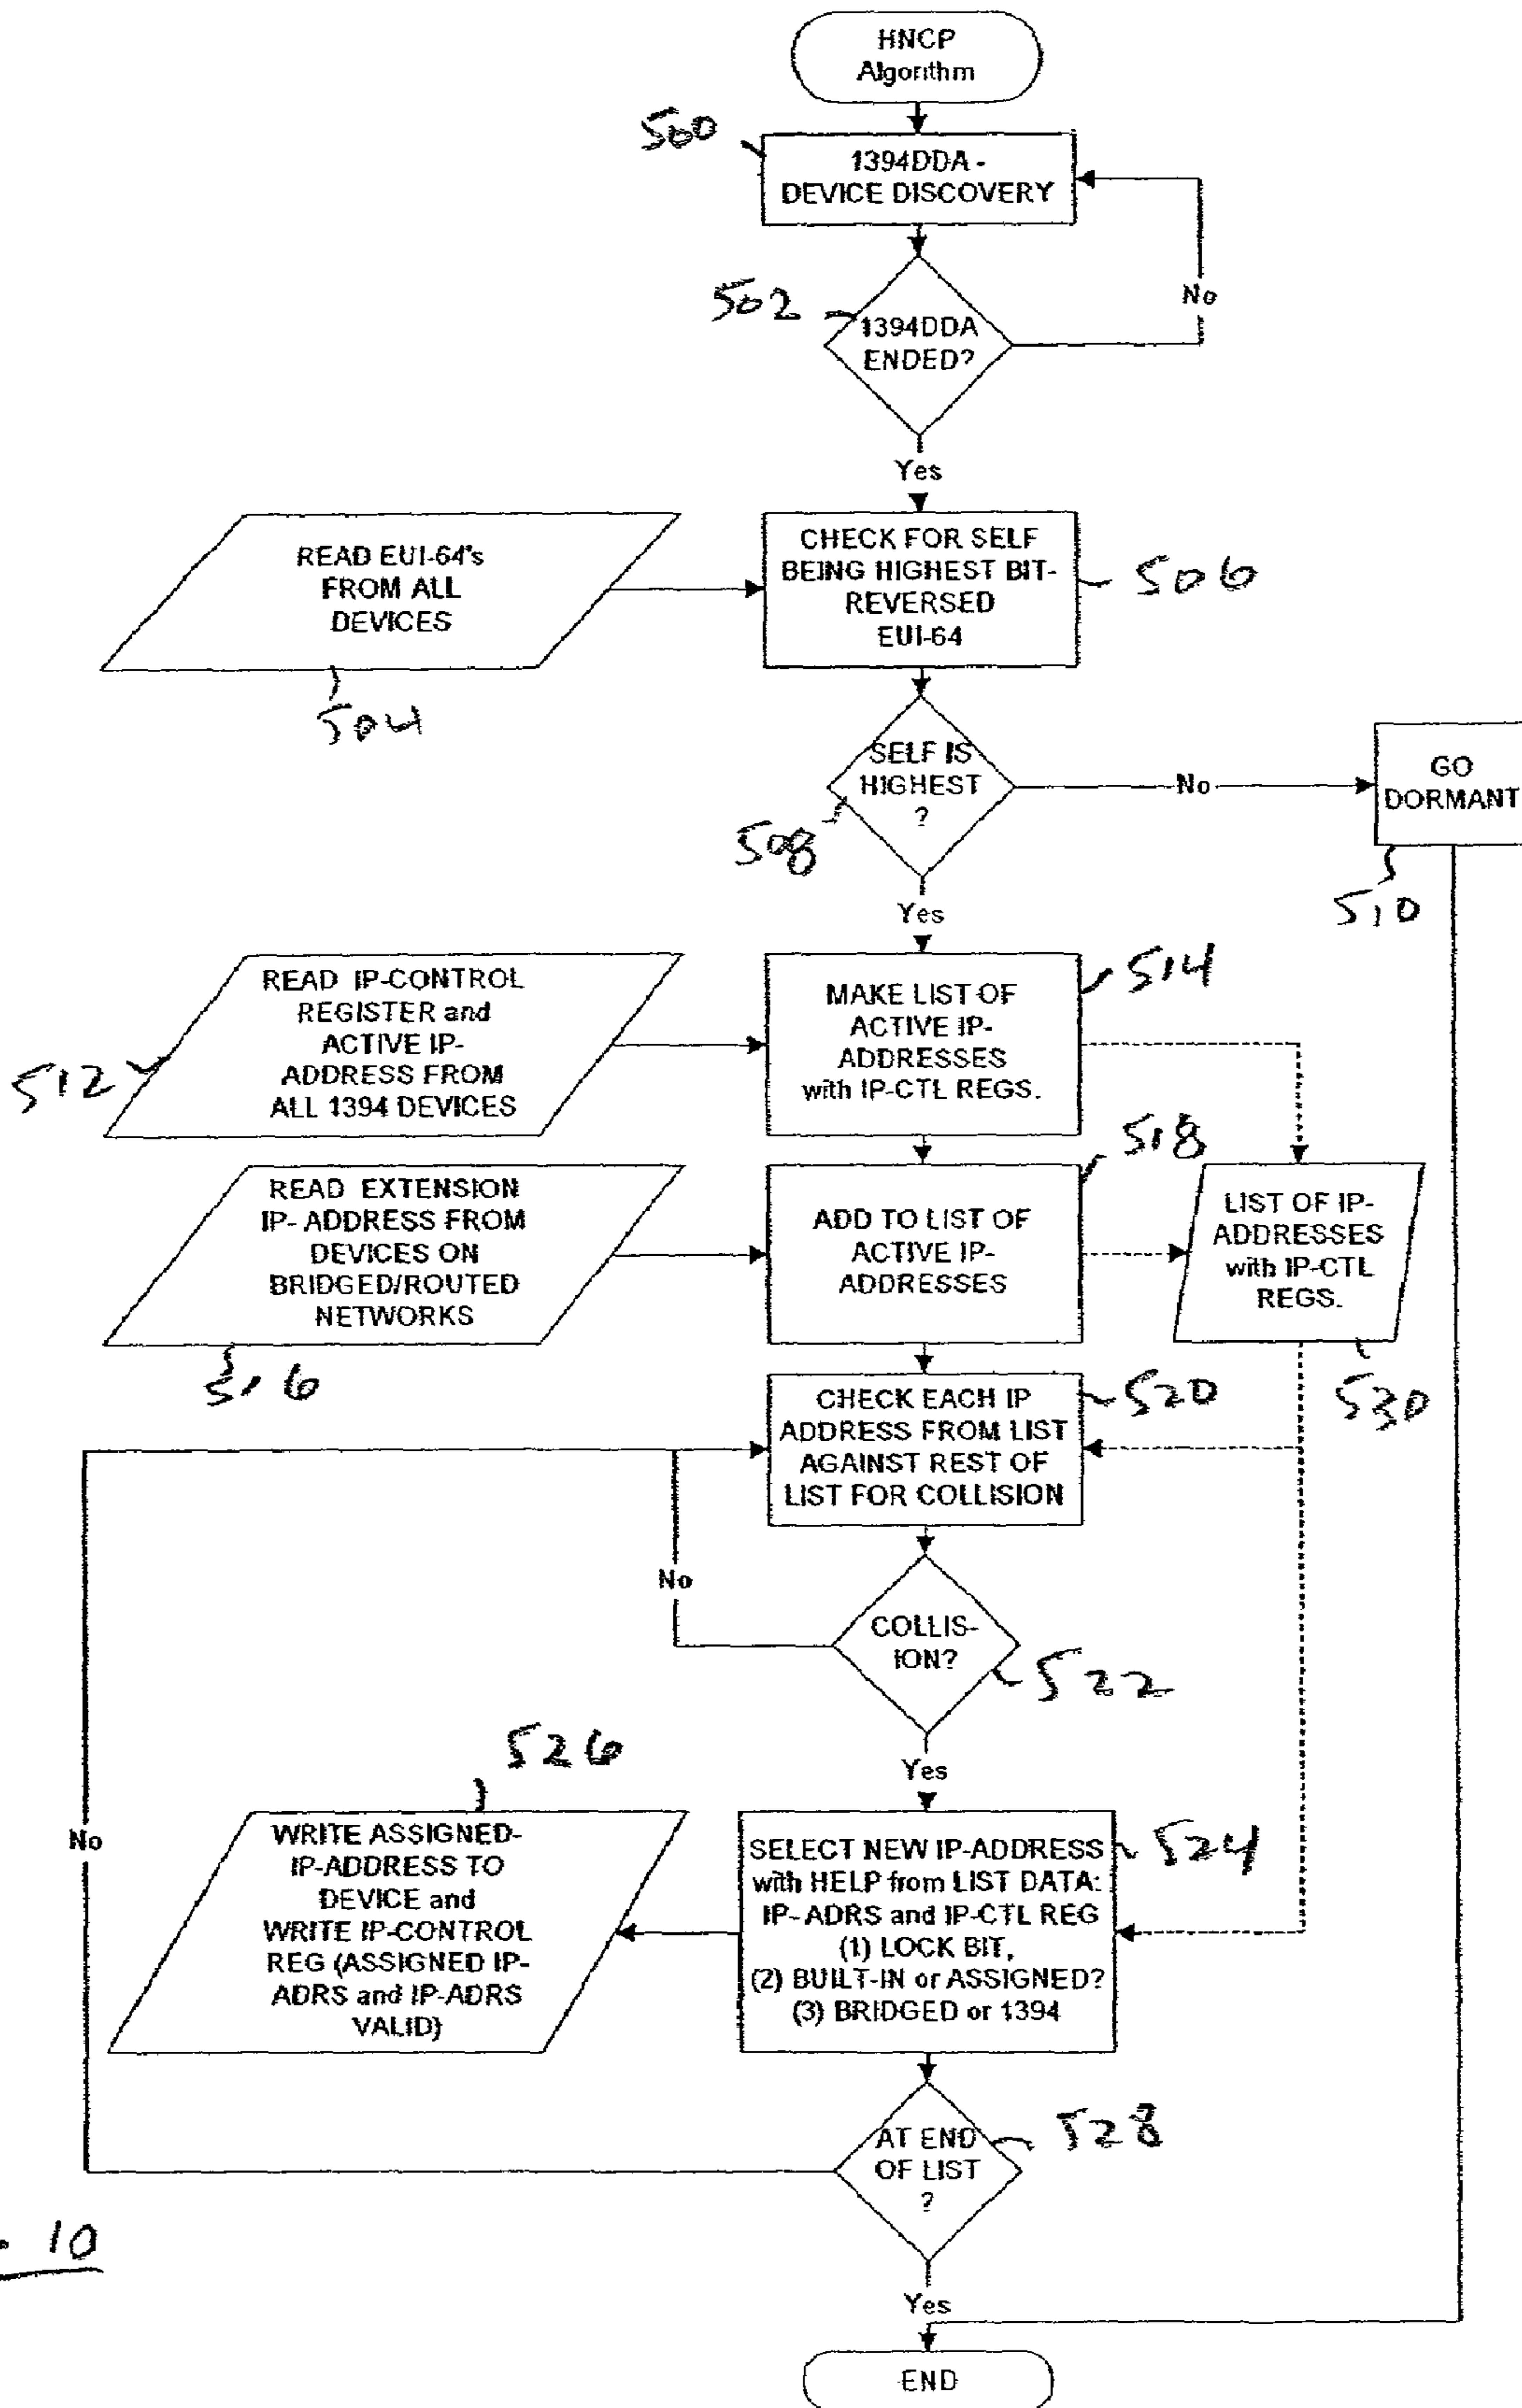 HNCP
Algorithm
500
1394DDA -
DEVICE DISCOVERY
502
1394DDA
ENDED?
No
Yes
READ EUI-64's
FROM ALL
DEVICES
504
CHECK FOR SELF
BEING HIGHEST BIT-
REVERSED
EUI-64
506
SELF IS
HIGHEST
?
508
No
GO
DORMANT
510
Yes
READ IP-CONTROL
REGISTER and
ACTIVE IP-
ADDRESS FROM
ALL 1394 DEVICES
512
MAKE LIST OF
ACTIVE IP-
ADDRESSES
with IP-CTL REGS.
514
READ EXTENSION
IP- ADDRESS FROM
DEVICES ON
BRIDGED/ROUTED
NETWORKS
516
ADD TO LIST OF
ACTIVE IP-
ADDRESSES
518
LIST OF IP-
ADDRESSES
with IP-CTL
REGS.
530
CHECK EACH IP
ADDRESS FROM LIST
AGAINST REST OF
LIST FOR COLLISION
520
No
COLLIS-
ION?
522
Yes
526
WRITE ASSIGNED-
IP-ADDRESS TO
DEVICE and
WRITE IP-CONTROL
REG (ASSIGNED IP-
ADRS and IP-ADRS
VALID)
No
SELECT NEW IP-ADDRESS
with HELP from LIST DATA:
IP- ADRS and IP-CTL REG
(1) LOCK BIT,
(2) BUILT-IN or ASSIGNED?
(3) BRIDGED or 1394
524
AT END
OF LIST
?
528
Yes
END
. 10